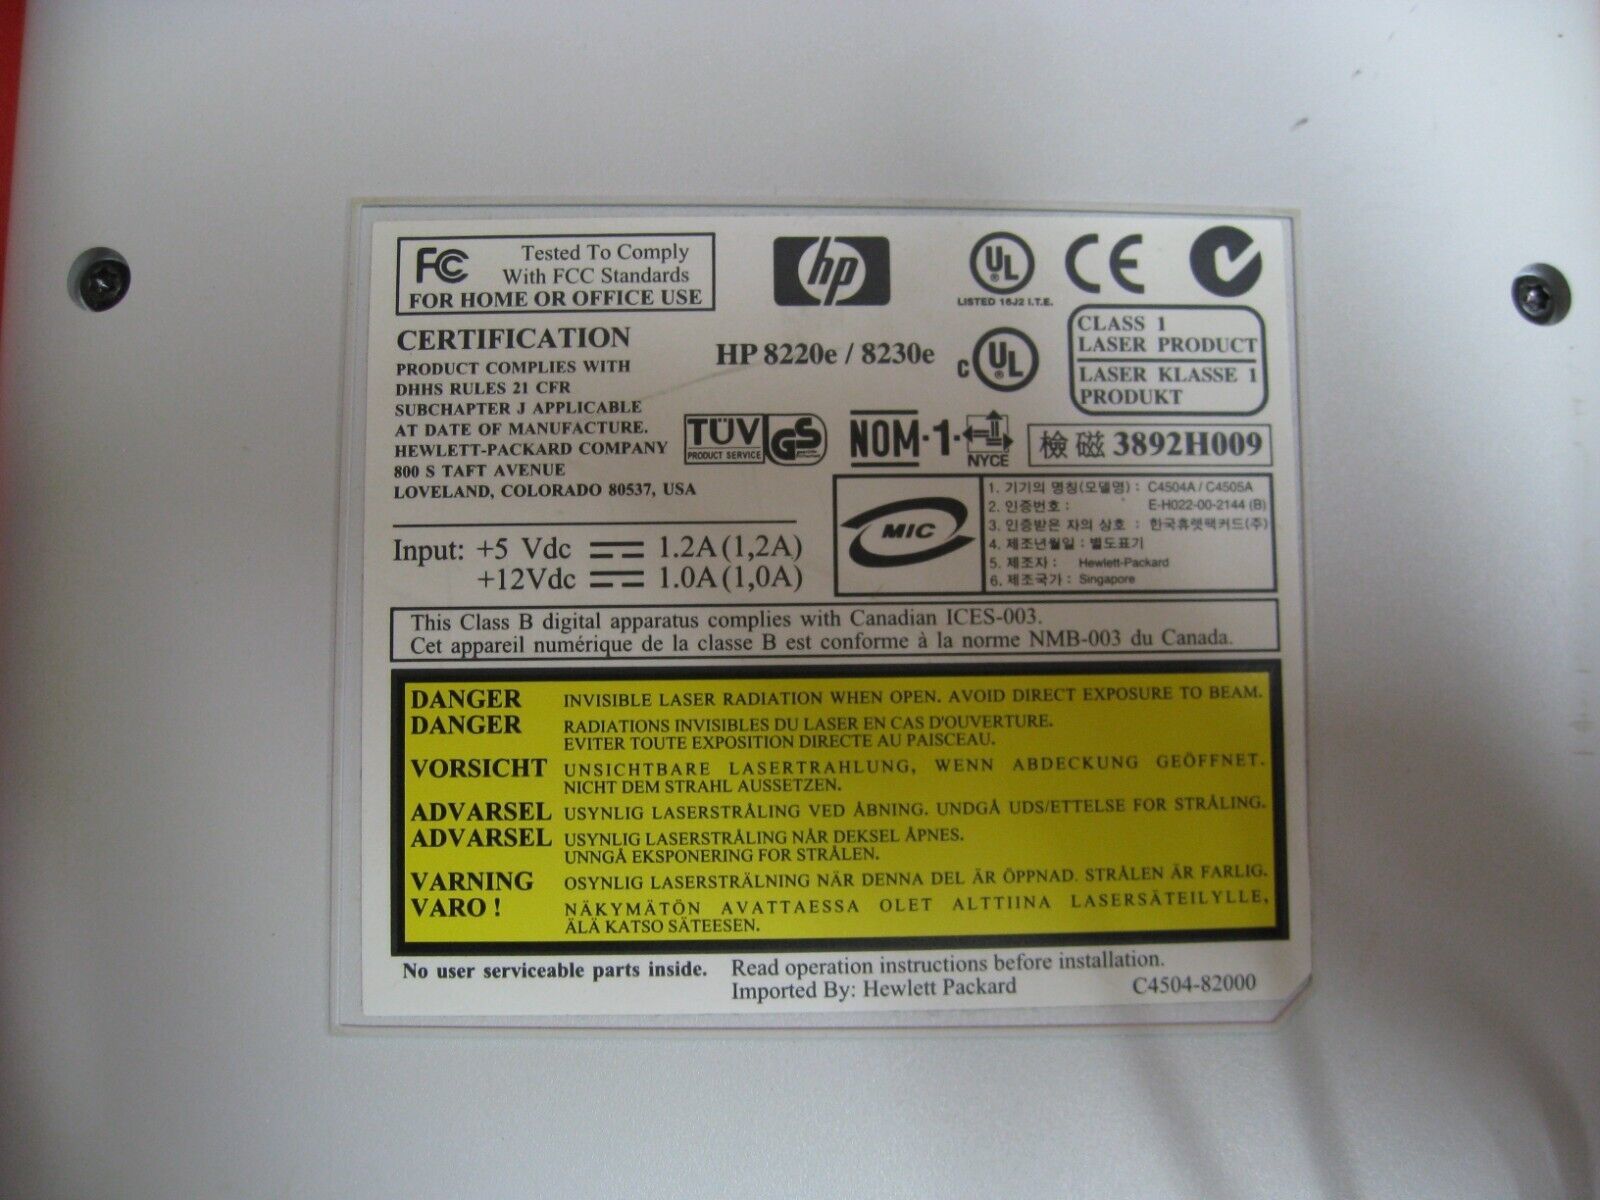 FC Tested To Comply
With FCC Standards
FOR HOME OR OFFICE USE
hp
UL
LISTED 16J2 I.T.E.
CE
CERTIFICATION
PRODUCT COMPLIES WITH
DHHS RULES 21 CFR
SUBCHAPTER J APPLICABLE
AT DATE OF MANUFACTURE.
HEWLETT-PACKARD COMPANY
800 S TAFT AVENUE
LOVELAND, COLORADO 80537, USA
HP 8220e / 8230e
C UL
CLASS 1
LASER PRODUCT
LASER KLASSE 1
PRODUKT
TÜV GS
PRODUCT SERVICE
NOM-1-
NYCE
檢磁 3892H009
Input: +5 Vdc 1.2A (1,2A)
+12Vdc 1.0A (1,0A)
MIC
1. 기기의 명칭(모델명) : C4504A / C4505A
2. 인증번호 : E-H022-00-2144 (B)
3. 인증받은 자의 상호 : 한국휴렛팩커드(주)
4. 제조년월일 : 별도표기
5. 제조자 : Hewlett-Packard
6. 제조국가 : Singapore
This Class B digital apparatus complies with Canadian ICES-003.
Cet appareil numérique de la classe B est conforme à la norme NMB-003 du Canada.
DANGER INVISIBLE LASER RADIATION WHEN OPEN. AVOID DIRECT EXPOSURE TO BEAM.
DANGER RADIATIONS INVISIBLES DU LASER EN CAS D'OUVERTURE.
EVITER TOUTE EXPOSITION DIRECTE AU PAISCEAU.
VORSICHT UNSICHTBARE LASERTRAHLUNG, WENN ABDECKUNG GEÖFFNET.
NICHT DEM STRAHL AUSSETZEN.
ADVARSEL USYNLIG LASERSTRÅLING VED ÅBNING. UNDGÅ UDS/ETTELSE FOR STRÅLING.
ADVARSEL USYNLIG LASERSTRÅLING NÅR DEKSEL ÅPNES.
UNNGÅ EKSPONERING FOR STRÅLEN.
VARNING OSYNLIG LASERSTRÄLNING NÄR DENNA DEL ÄR ÖPPNAD. STRÅLEN ÄR FARLIG.
VARO ! NÄKYMÄTÖN AVATTAESSA OLET ALTTIINA LASERSÄTEILYLLE,
ÄLÄ KATSO SÄTEESEN.
No user serviceable parts inside. Read operation instructions before installation.
Imported By: Hewlett Packard C4504-82000